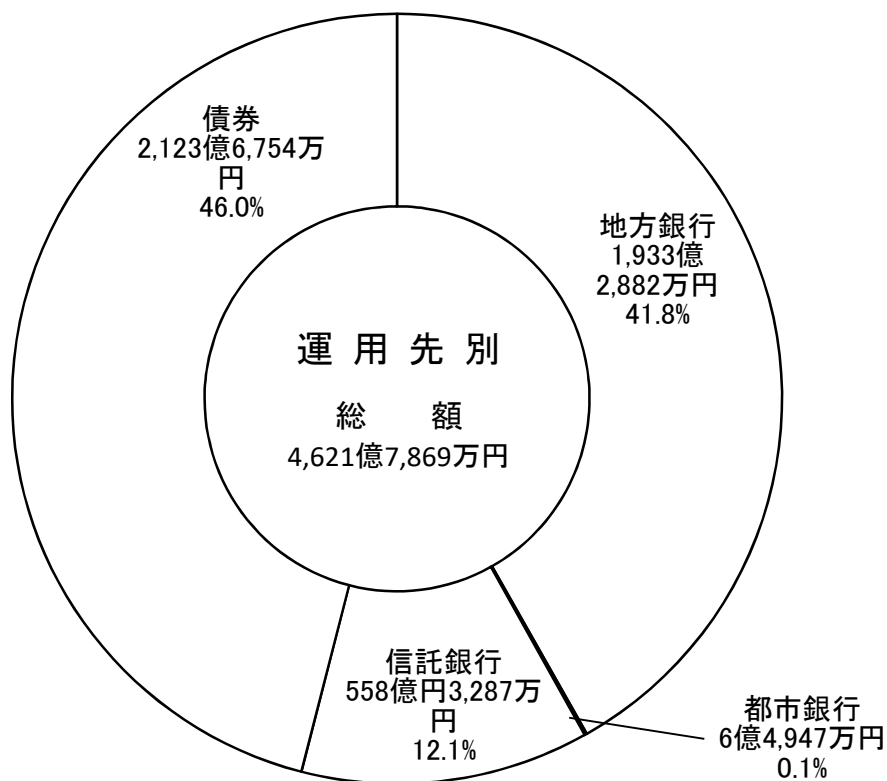 債券
2,123億6,754万
円
46.0%
地方銀行
1,933億
2,882万円
41.8%
運 用 先 別
総　　額
4,621億7,869万円
信託銀行
558億円3,287万
円
12.1%
都市銀行
6億4,947万円
0.1%